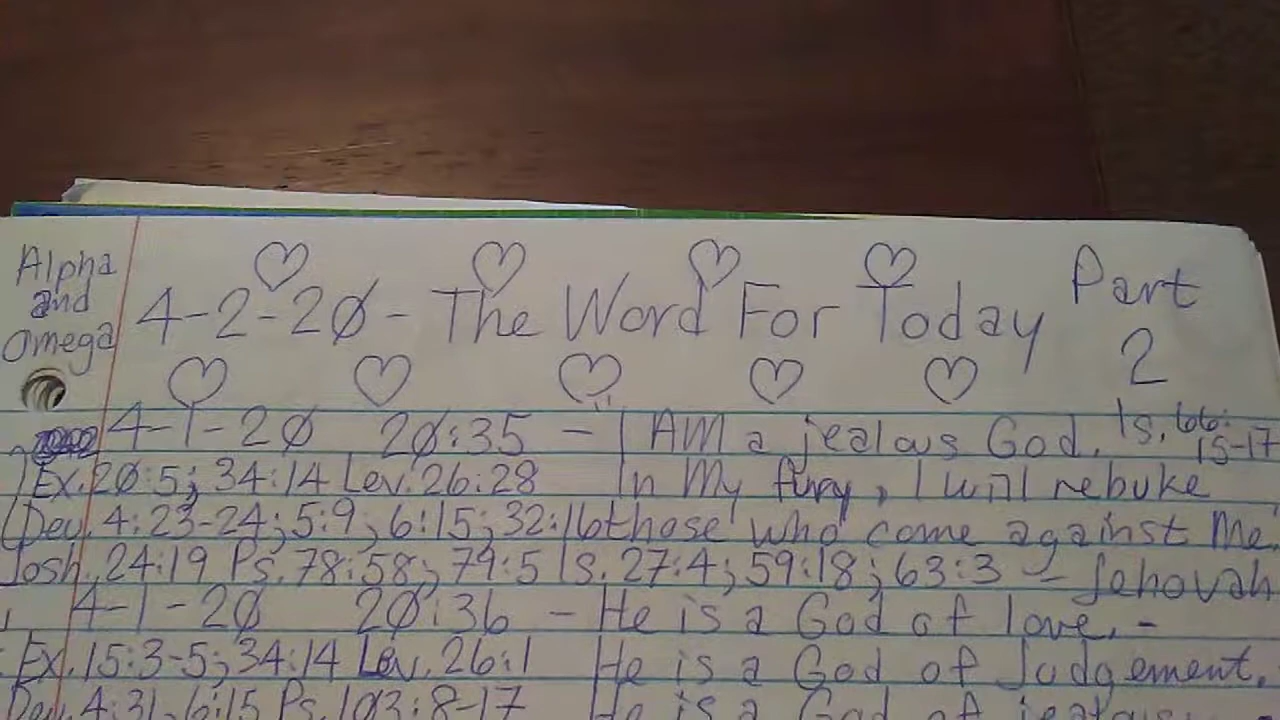 Alpha
and
Omega
4-2-2Ø - The Word For Today
Part
2
4-1-2Ø 2Ø:35 - I AM a jealous God. Is. 66:
15-17
Ex. 2Ø:5; 34:14 Lev. 26:28 In My fury, I will rebuke
Deu. 4:23-24; 5:9; 6:15; 32:16 those who come against Me.
Josh. 24:19 Ps. 78:58; 79:5 Is. 27:4; 59:18; 63:3 - Jehovah
4-1-2Ø 2Ø:36 - He is a God of love. -
Ex. 15:3-5; 34:14 Lev. 26:1 He is a God of Judgement.
Deu. 4:31; 6:15 Ps. 1Ø3:8-17 He is a God of